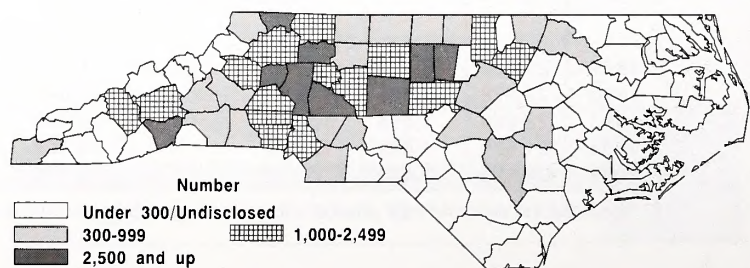 Number
Under 300/Undisclosed
300-999
1,000-2,499
2,500 and up